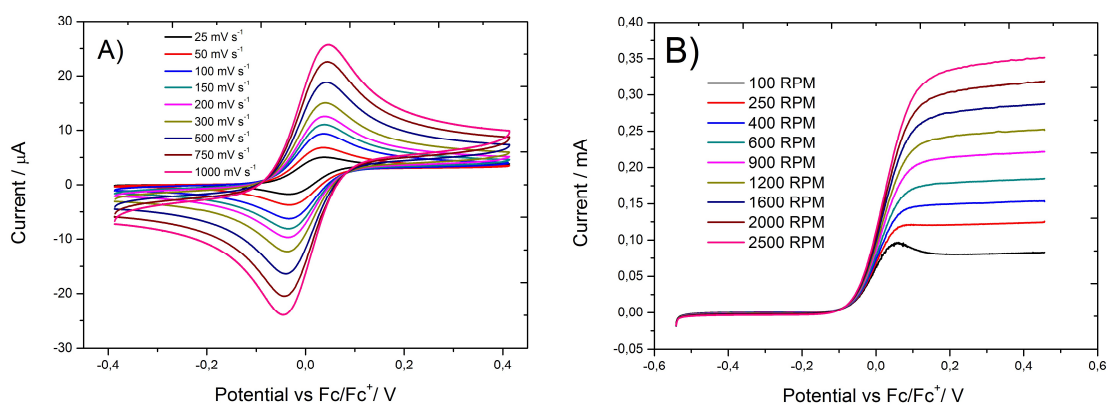 A)
25 mV s⁻¹
50 mV s⁻¹
100 mV s⁻¹
150 mV s⁻¹
200 mV s⁻¹
300 mV s⁻¹
500 mV s⁻¹
750 mV s⁻¹
1000 mV s⁻¹
30
20
10
0
-10
-20
-30
Current / µA
-0,4
-0,2
0,0
0,2
0,4
Potential vs Fc/Fc⁺/ V
B)
100 RPM
250 RPM
400 RPM
600 RPM
900 RPM
1200 RPM
1600 RPM
2000 RPM
2500 RPM
0,40
0,35
0,30
0,25
0,20
0,15
0,10
0,05
0,00
-0,05
Current / mA
-0,6
-0,4
-0,2
0,0
0,2
0,4
0,6
Potential vs Fc/Fc⁺/ V